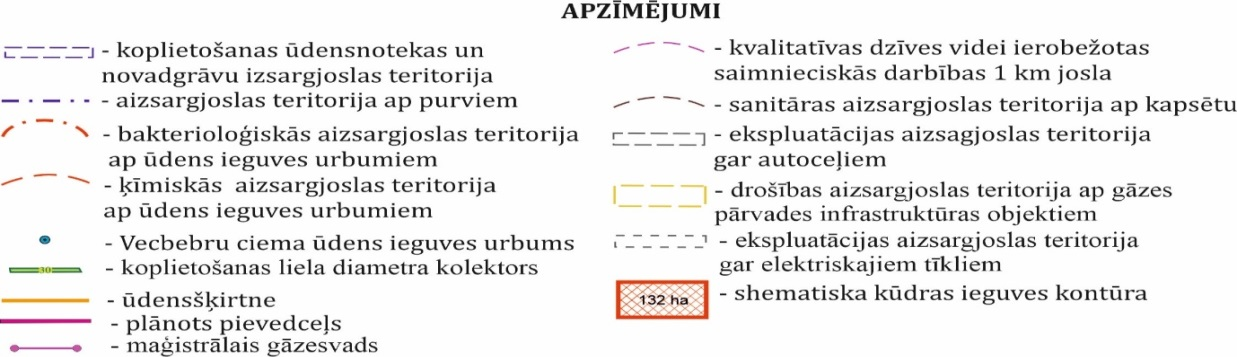 APZĪMĒJUMI
- koplietošanas ūdensnotekas un
novadgrāvu izsargjoslas teritorija
- aizsargjoslas teritorija ap purviem
- bakterioloģiskās aizsargjoslas teritorija
ap ūdens ieguves urbumiem
- ķīmiskās aizsargjoslas teritorija
ap ūdens ieguves urbumiem
- Vecbebru ciema ūdens ieguves urbums
50
- koplietošanas liela diametra kolektors
- ūdensšķirtne
- plānots pievedceļs
- maģistrālais gāzesvads
- kvalitatīvas dzīves videi ierobežotas
saimnieciskās darbības 1 km josla
- sanitāras aizsargjoslas teritorija ap kapsētu
- ekspluatācijas aizsagjoslas teritorija
gar autoceļiem
- drošības aizsargjoslas teritorija ap gāzes
pārvades infrastruktūras objektiem
- ekspluatācijas aizsargjoslas teritorija
gar elektriskajiem tīkliem
132 ha
- shematiska kūdras ieguves kontūra